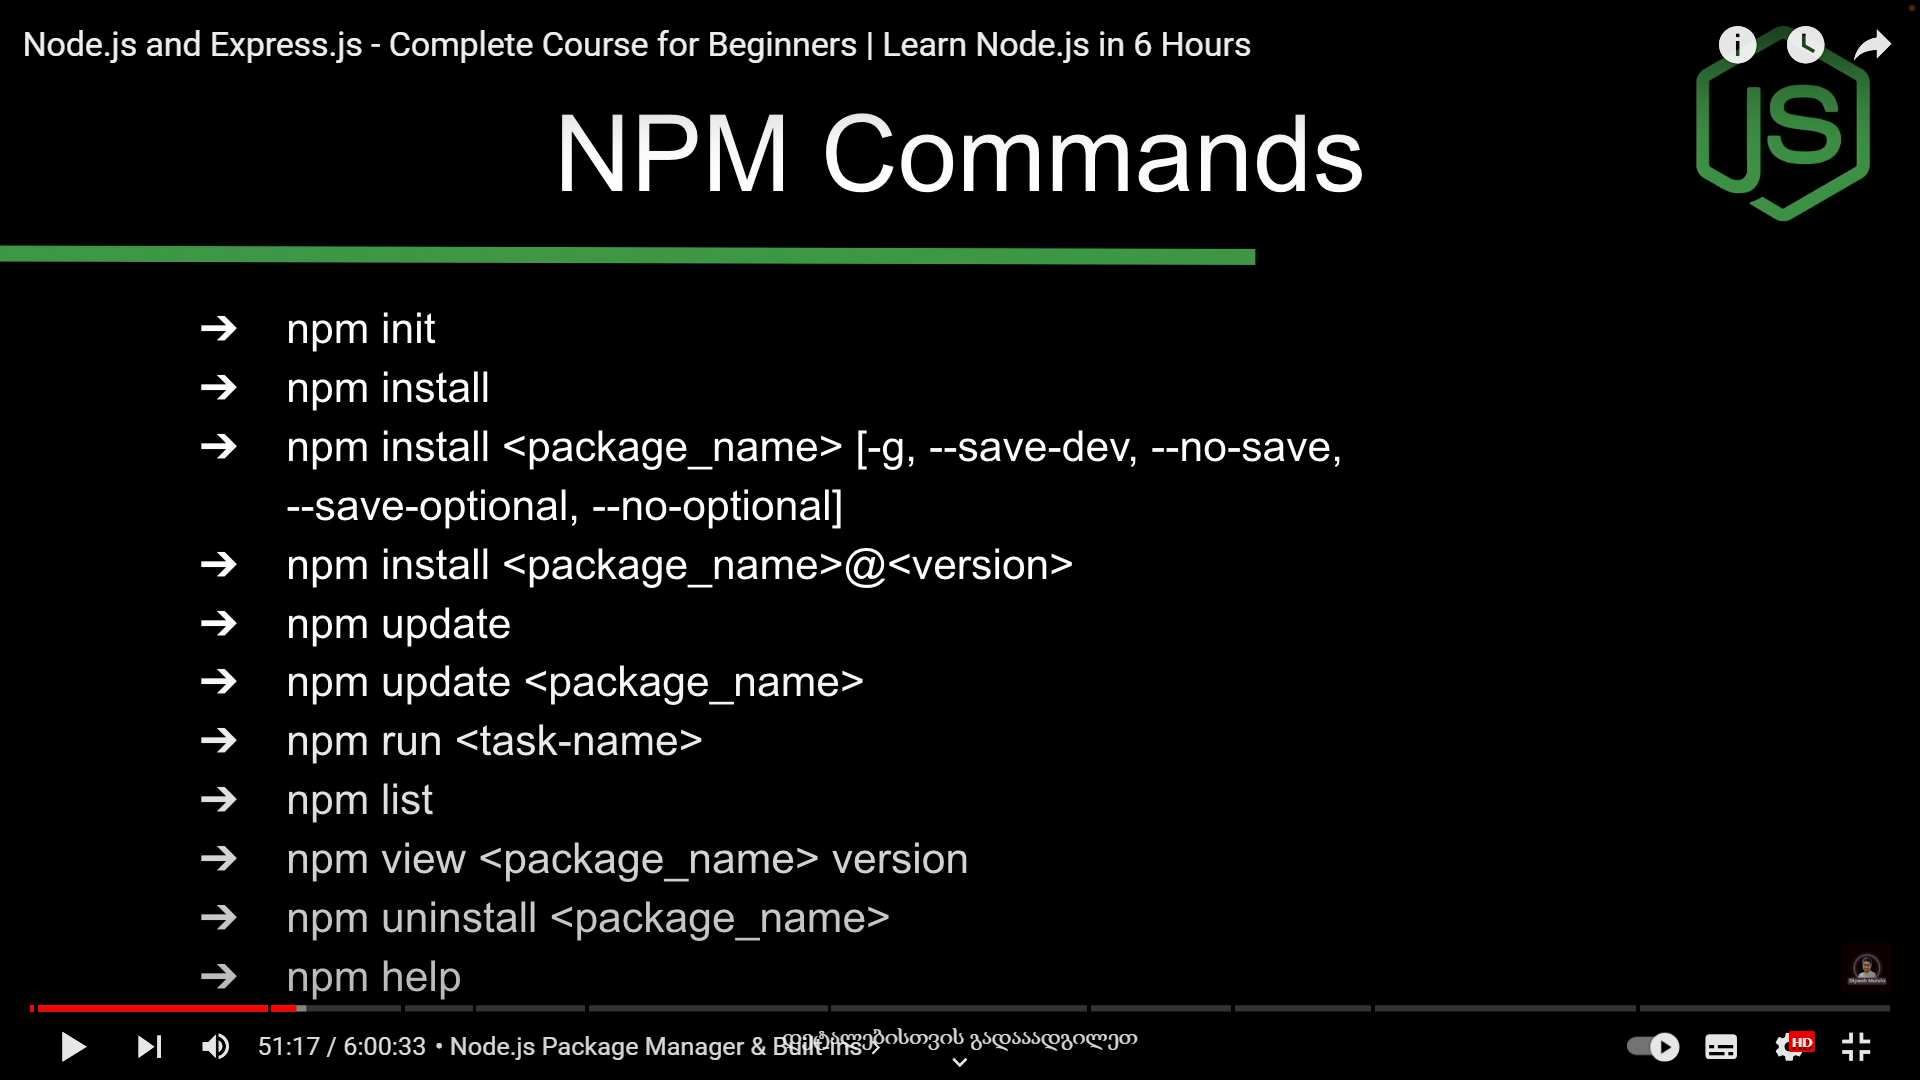 Node.js and Express.js - Complete Course for Beginners | Learn Node.js in 6 Hours
JS
NPM Commands
➔ npm init
➔ npm install
➔ npm install <package_name> [-g, --save-dev, --no-save,
--save-optional, --no-optional]
➔ npm install <package_name>@<version>
➔ npm update
➔ npm update <package_name>
➔ npm run <task-name>
➔ npm list
➔ npm view <package_name> version
➔ npm uninstall <package_name>
➔ npm help
51:17 / 6:00:33 • Node.js Package Manager & Built-ins
დეტალებისთვის გადააადგილეთ
HD